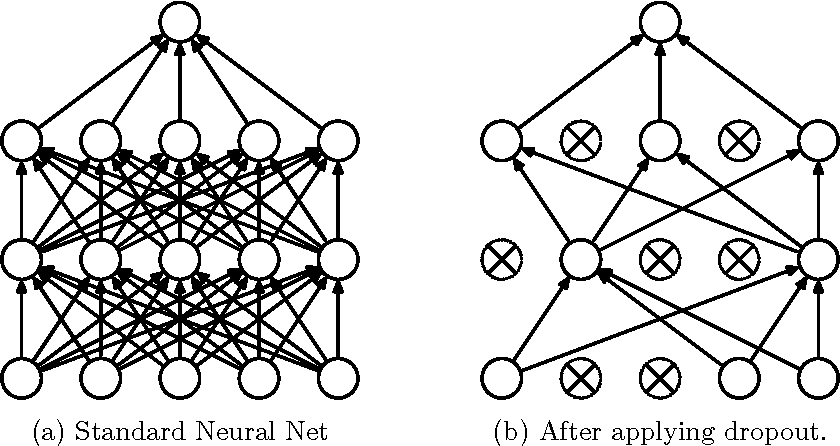 (a) Standard Neural Net
(b) After applying dropout.